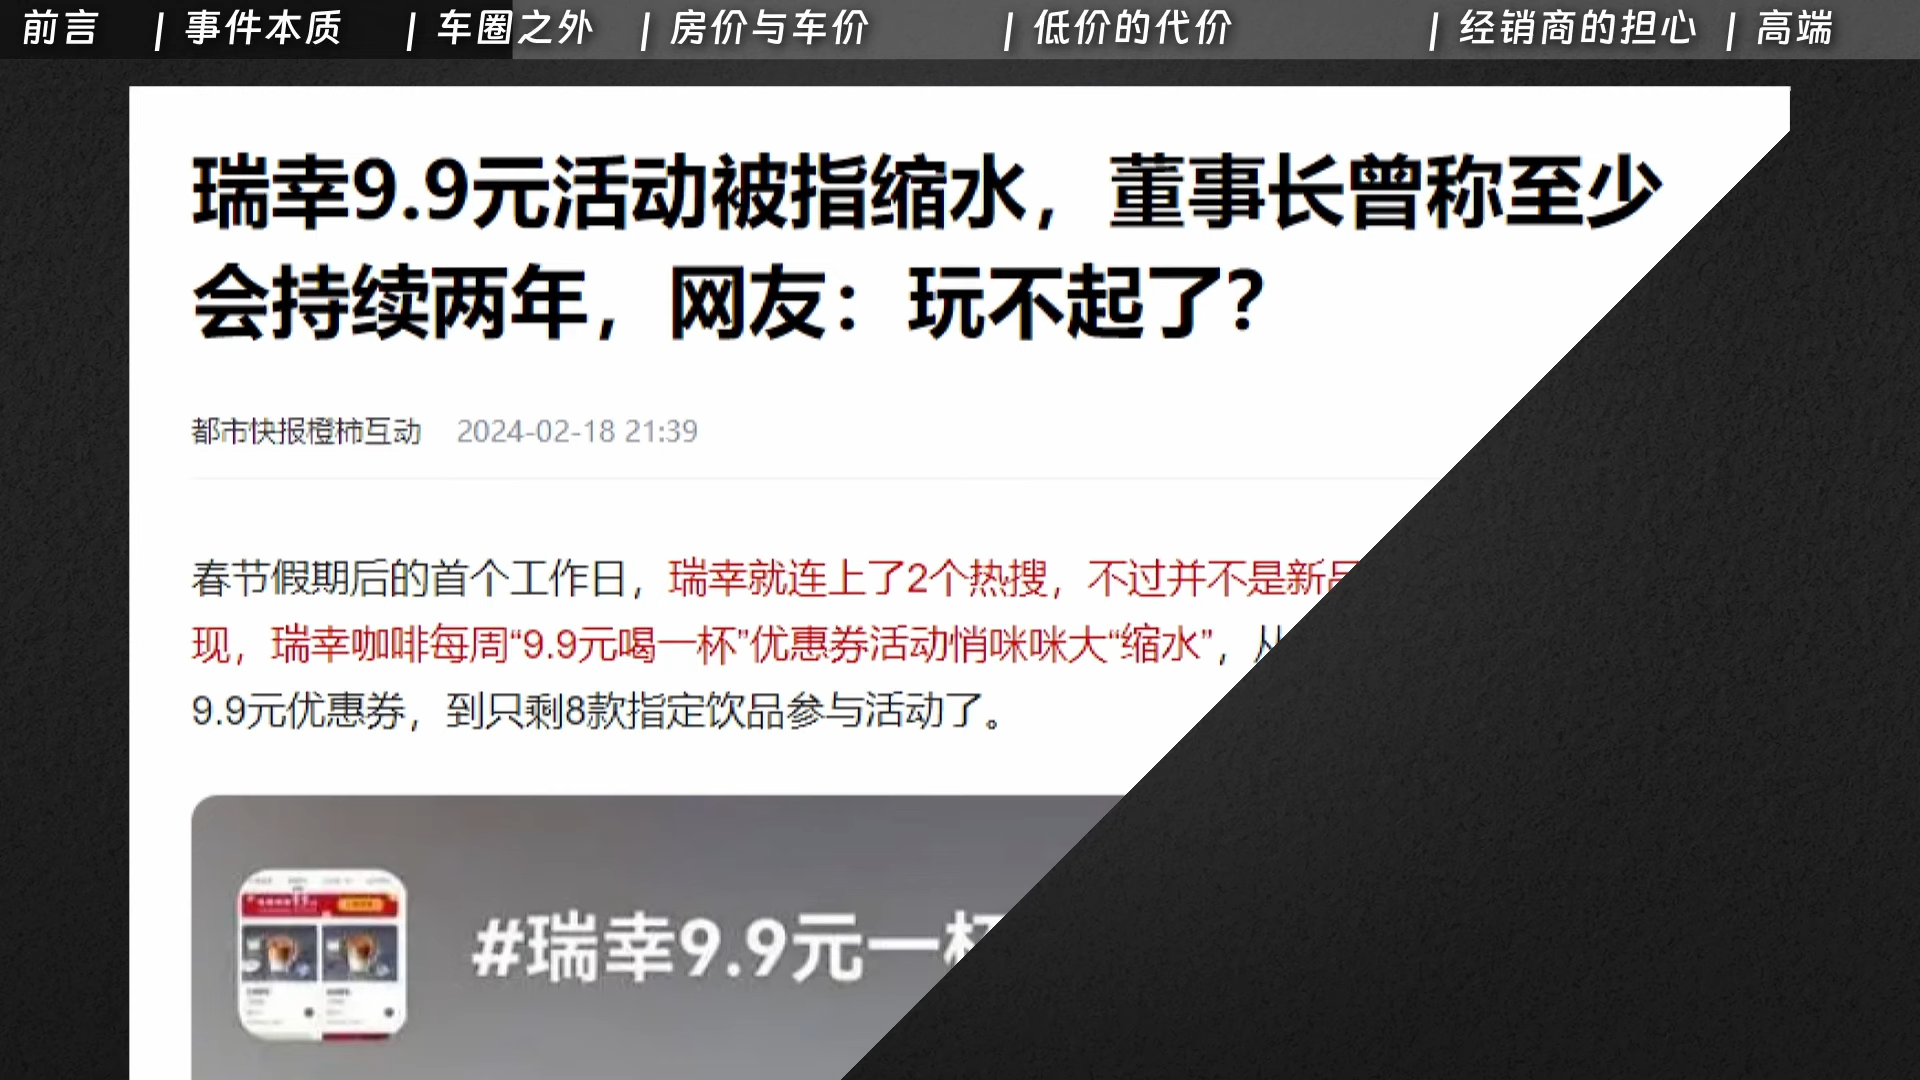 前言 | 事件本质 | 车圈之外 | 房价与车价 | 低价的代价 | 经销商的担心 | 高端
瑞幸9.9元活动被指缩水，董事长曾称至少
会持续两年，网友：玩不起了？
都市快报橙柿互动 2024-02-18 21:39
春节假期后的首个工作日，瑞幸就连上了2个热搜，不过并不是新品
现，瑞幸咖啡每周“9.9元喝一杯”优惠券活动悄咪咪大“缩水”，从
9.9元优惠券，到只剩8款指定饮品参与活动了。
#瑞幸9.9元一杯